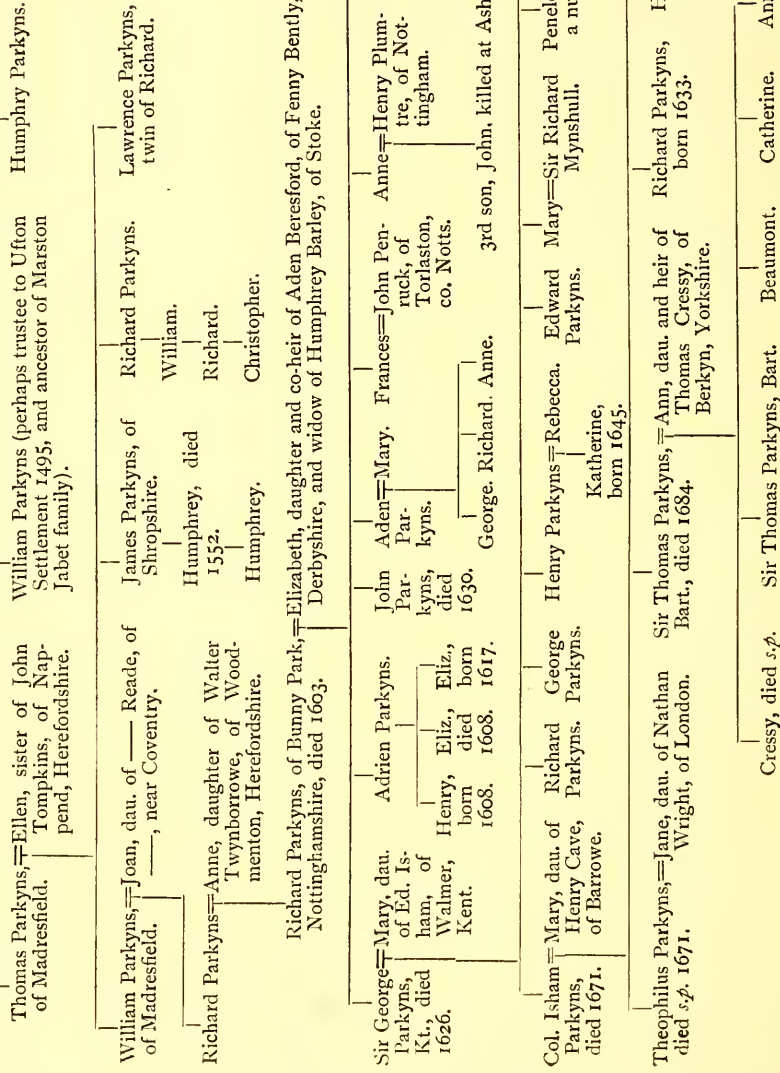 Thomas Parkyns,=Ellen, sister of John
of Madresfield.
Tompkins, of Nap-
pend, Herefordshire.
William Parkyns (perhaps trustee to Ufton
Settlement 1495, and ancestor of Marston
Jabet family).
Humphry Parkyns.
William Parkyns,=Joan, dau. of —— Reade, of
of Madresfield.
——, near Coventry.
James Parkyns, of
Shropshire.
Humphrey, died
1552.
Humphrey.
Richard Parkyns.
William.
Richard.
Christopher.
Lawrence Parkyns,
twin of Richard.
Richard Parkyns=Anne, daughter of Walter
Twynborrowe, of Wood-
menton, Herefordshire.
Richard Parkyns, of Bunny Park,=Elizabeth, daughter and co-heir of Aden Beresford, of Fenny Bently,
Nottinghamshire, died 1603.
Derbyshire, and widow of Humphrey Barley, of Stoke.
Sir George=Mary, dau.
Parkyns,
Kt., died
1626.
of Ed. Is-
ham, of
Walmer,
Kent.
Adrien Parkyns.
Henry,
born
1608.
Eliz.,
died
1608.
Eliz.,
born
1617.
John
Par-
kyns,
died
1630.
Aden=Mary.
Par-
kyns.
George. Richard. Anne.
Frances=John Pen-
ruck, of
Torlaston,
co. Notts.
Anne=Henry Plum-
tre, of Not-
tingham.
3rd son, John, killed at Ash
Col. Isham=Mary, dau. of
Parkyns,
died 1671.
Henry Cave,
of Barrowe.
Richard
Parkyns.
George
Parkyns.
Henry Parkyns=Rebecca.
Katherine,
born 1645.
Edward
Parkyns.
Mary=Sir Richard
Mynshull.
Penel
a nu
Theophilus Parkyns,=Jane, dau. of Nathan
died s.p. 1671.
Wright, of London.
Sir Thomas Parkyns,=Ann, dau. and heir of
Bart., died 1684.
Thomas Cressy, of
Berkyn, Yorkshire.
Richard Parkyns,
born 1633.
H
Cressy, died s.p.
Sir Thomas Parkyns, Bart.
Beaumont.
Catherine.
An